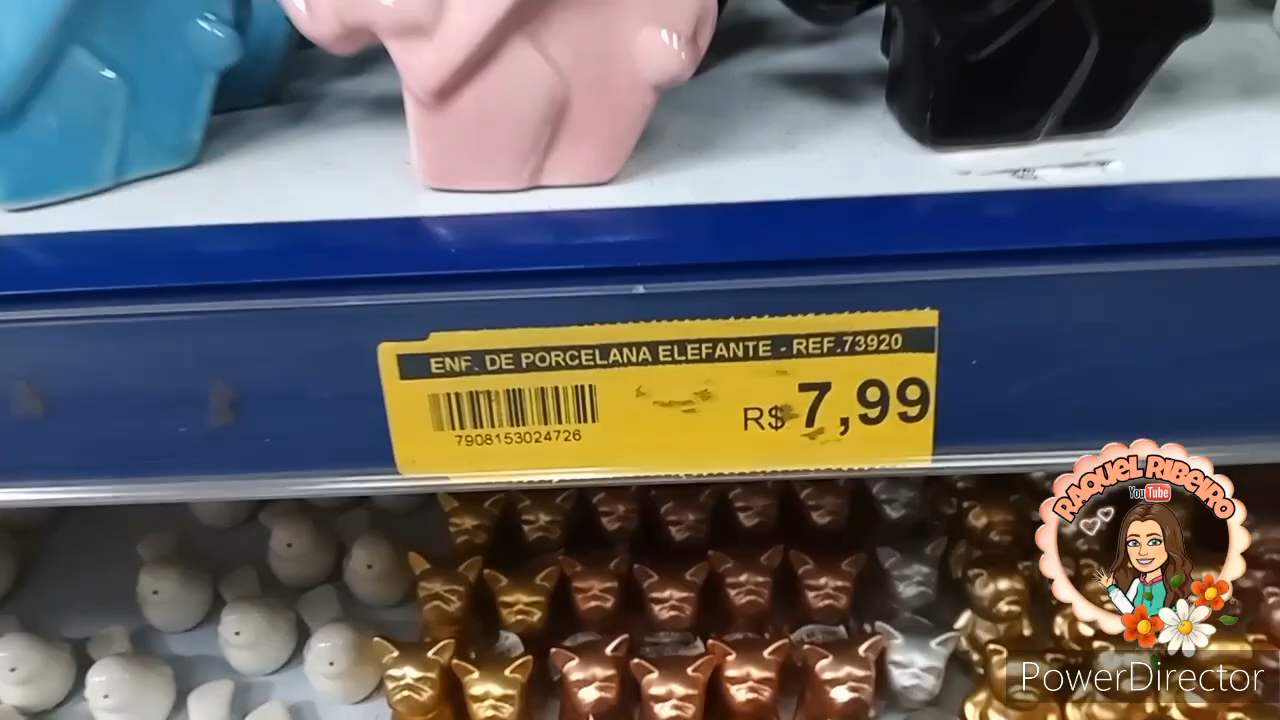 ENF. DE PORCELANA ELEFANTE - REF.73920
7908153024726
R$ 7,99
RAQUEL RIBEIRO
YouTube
PowerDirector